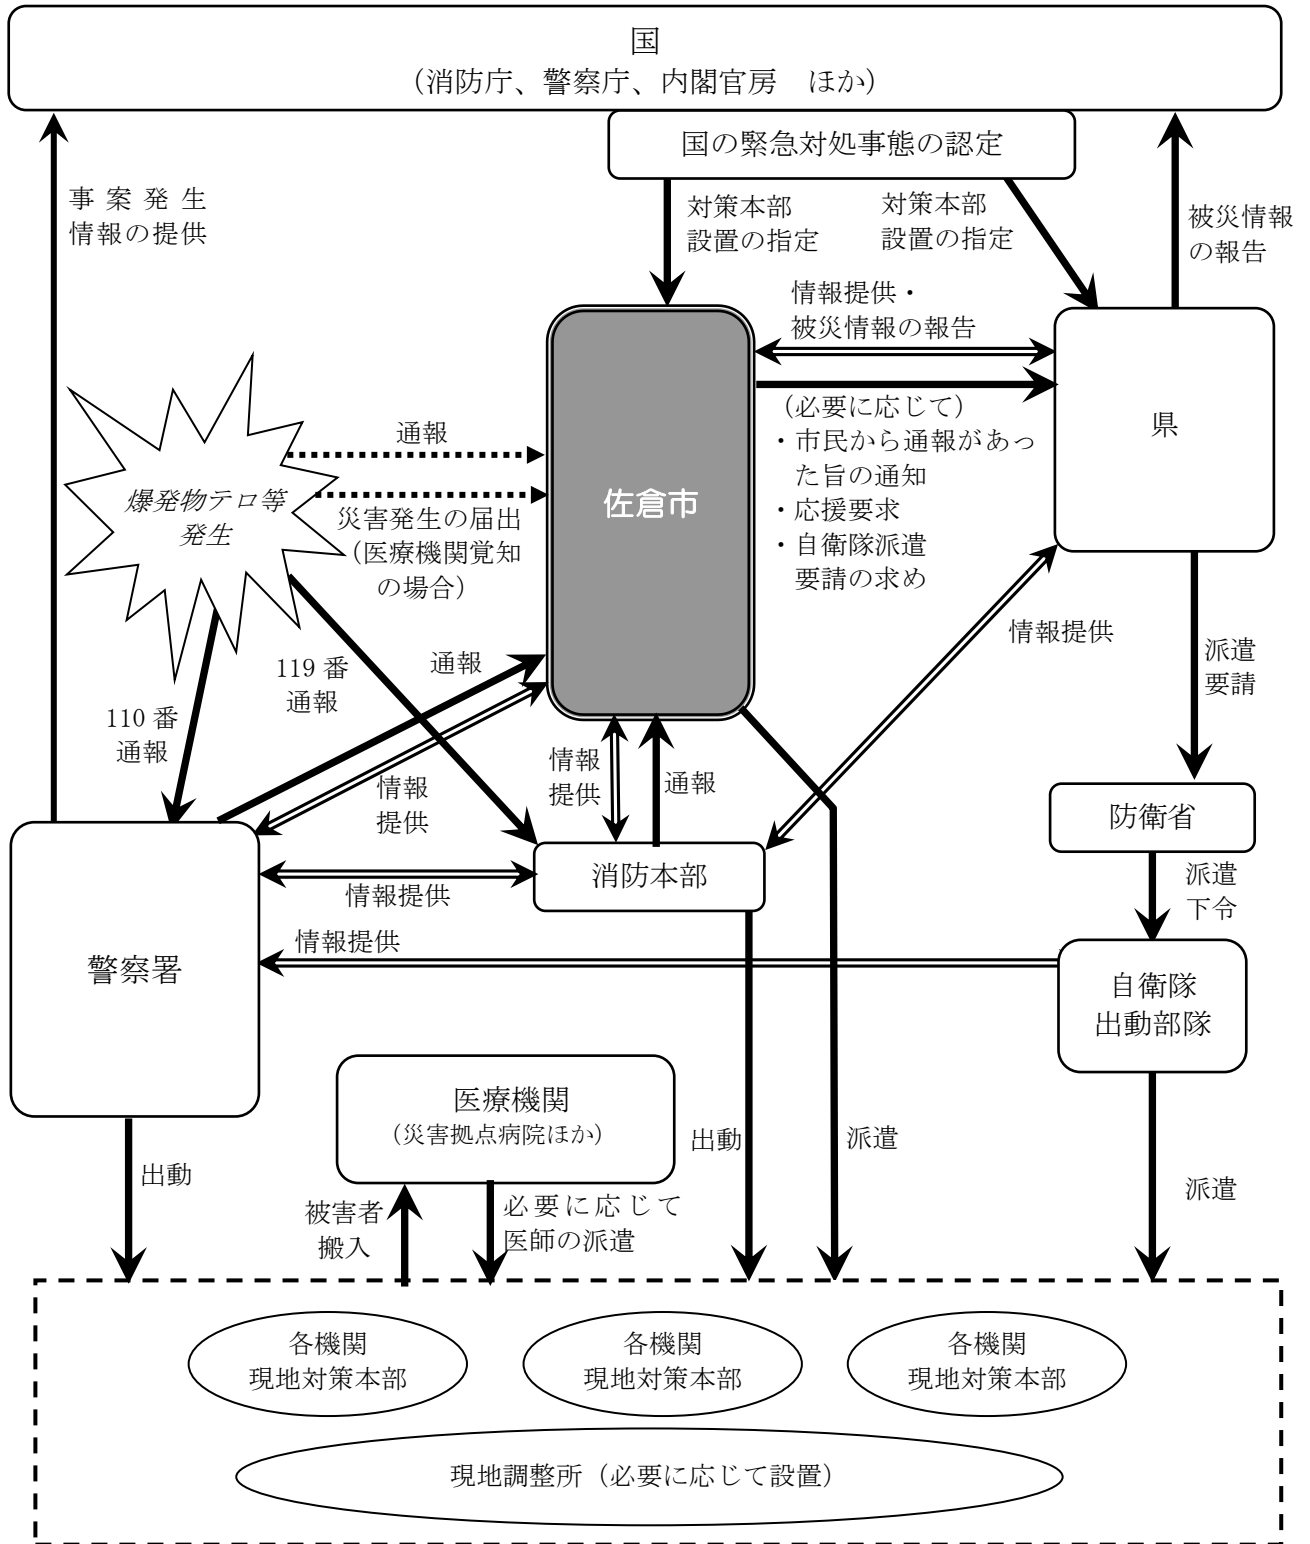 国
（消防庁、警察庁、内閣官房　ほか）
国の緊急対処事態の認定
事案発生
情報の提供
対策本部
設置の指定
対策本部
設置の指定
被災情報
の報告
情報提供・
被災情報の報告
（必要に応じて）
・市民から通報があっ
た旨の通知
・応援要求
・自衛隊派遣
要請の求め
県
通報
爆発物テロ等
発生
災害発生の届出
（医療機関覚知
の場合）
佐倉市
情報提供
派遣
要請
119番
通報
通報
110番
通報
情報
提供
情報
提供
通報
防衛省
消防本部
派遣
下令
情報提供
情報提供
警察署
自衛隊
出動部隊
医療機関
（災害拠点病院ほか）
出動
派遣
出動
派遣
被害者
搬入
必要に応じて
医師の派遣
各機関
現地対策本部
各機関
現地対策本部
各機関
現地対策本部
現地調整所（必要に応じて設置）